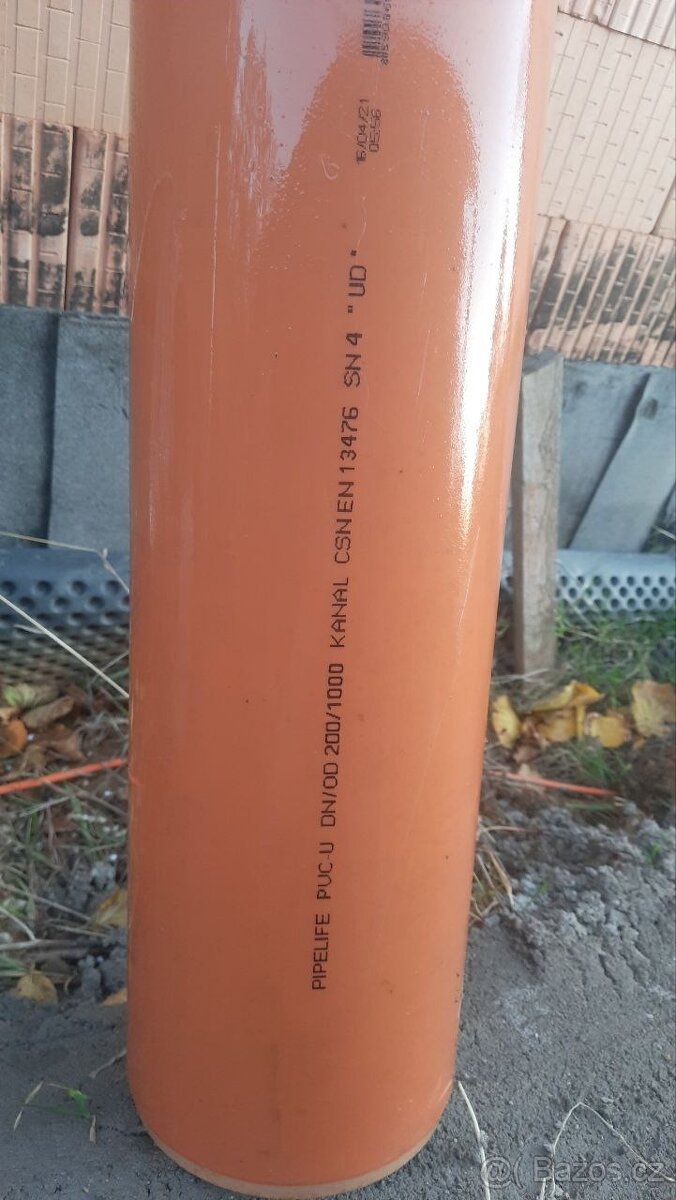 PIPELIFE PVC-U DN/OD 200/1000 KANAL CSN EN 13476 SN 4 "UD"
16/04/21
05:56
© Bazoš.cz